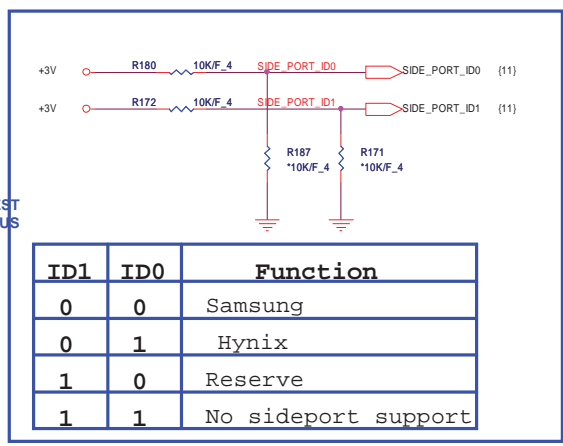 +3V R180 10K/F_4 SIDE_PORT_ID0 SIDE_PORT_ID0 {11}
+3V R172 10K/F_4 SIDE_PORT_ID1 SIDE_PORT_ID1 {11}
R187 R171
*10K/F_4 *10K/F_4
EST
US
ID1 ID0 Function
0 0 Samsung
0 1 Hynix
1 0 Reserve
1 1 No sideport support